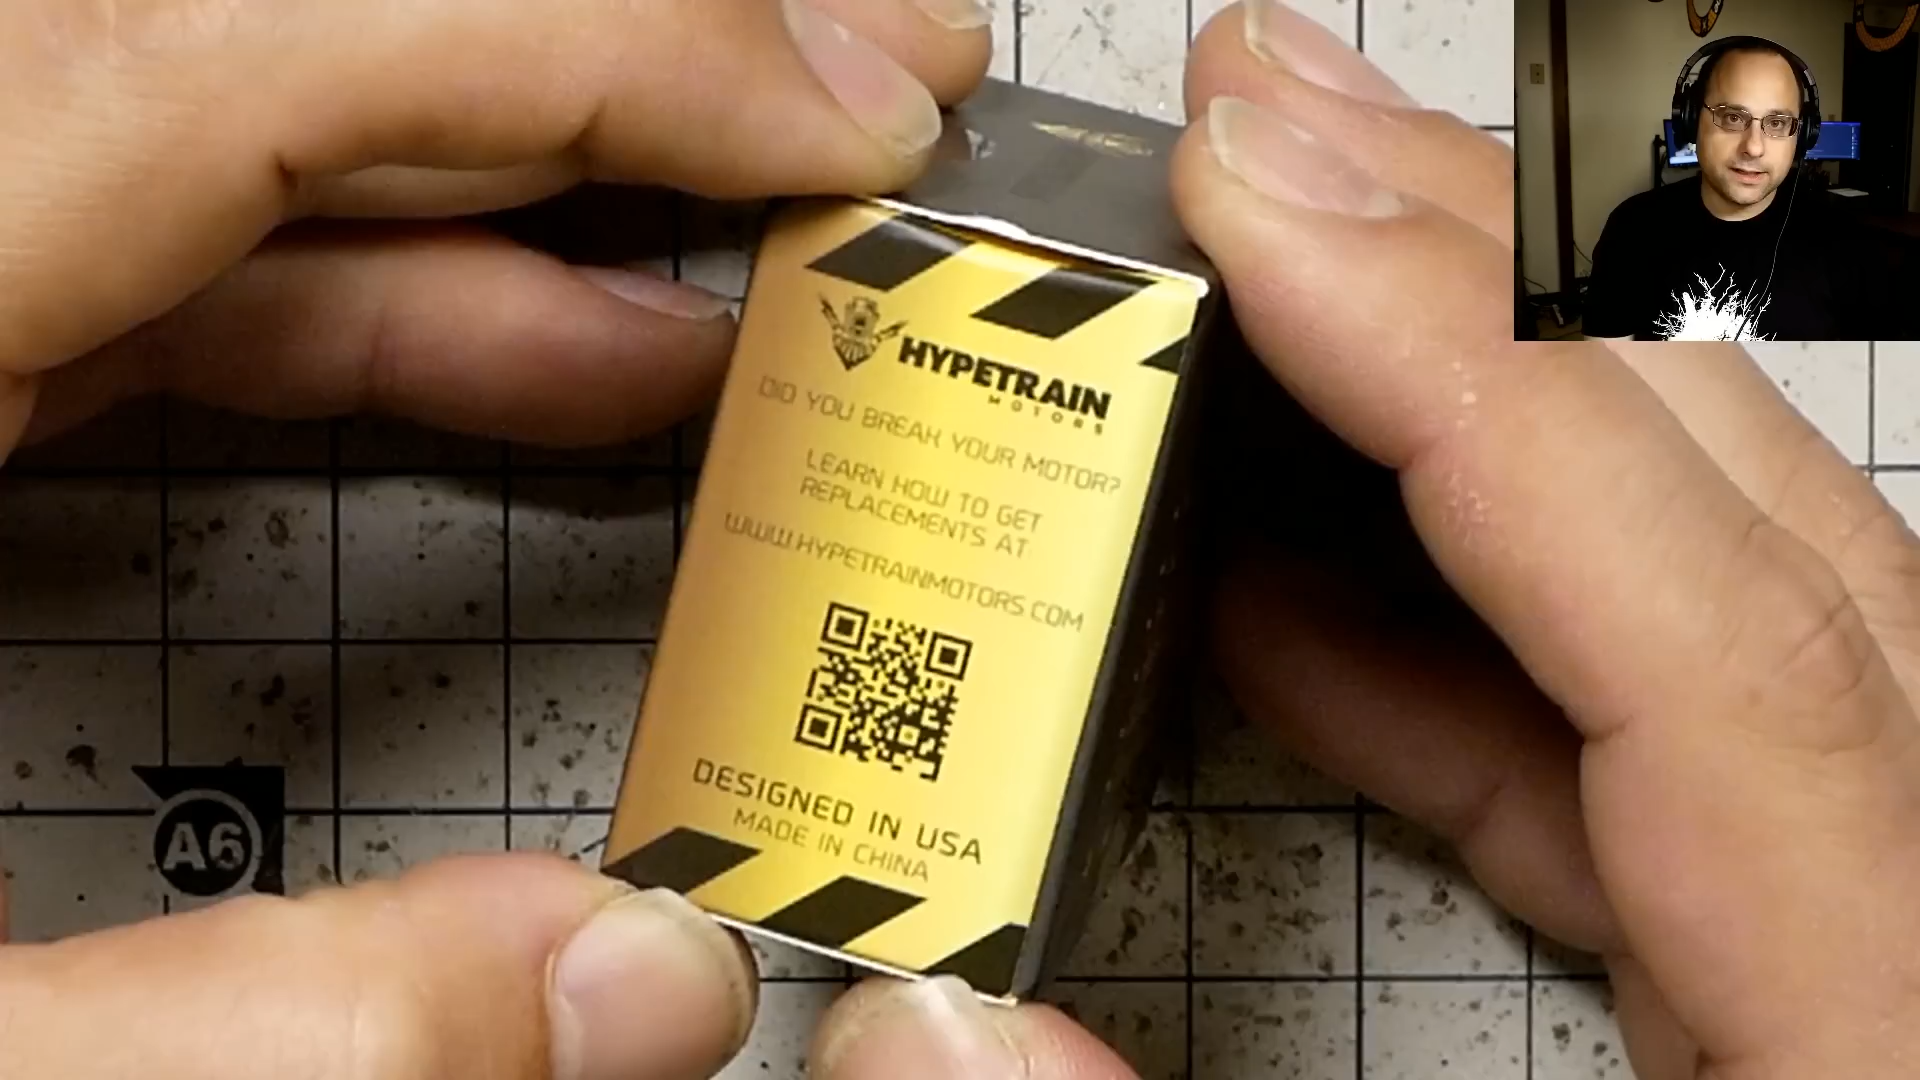 HYPETRAIN
MOTORS
DID YOU BREAK YOUR MOTOR?
LEARN HOW TO GET
REPLACEMENTS AT
WWW.HYPETRAINMOTORS.COM
DESIGNED IN USA
MADE IN CHINA
A6